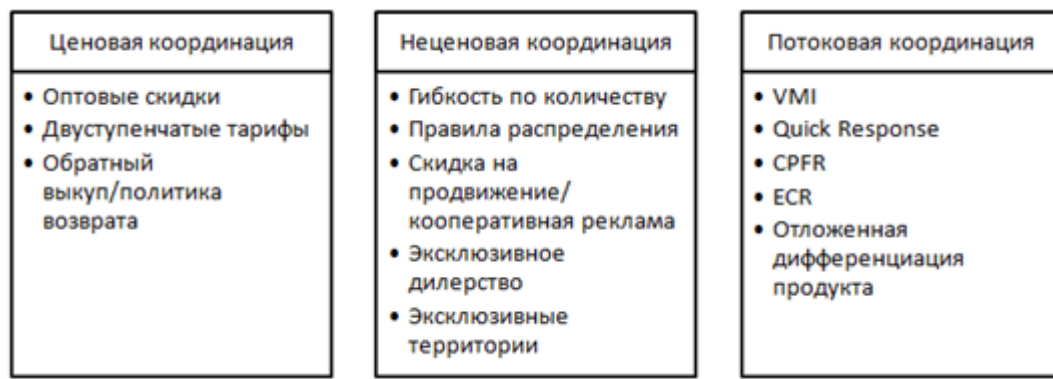 Ценовая координация
• Оптовые скидки
• Двуступенчатые тарифы
• Обратный
выкуп/политика
возврата
Неценовая координация
• Гибкость по количеству
• Правила распределения
• Скидка на
продвижение/
кооперативная реклама
• Эксклюзивное
дилерство
• Эксклюзивные
территории
Потоковая координация
• VMI
• Quick Response
• CPFR
• ECR
• Отложенная
дифференциация
продукта